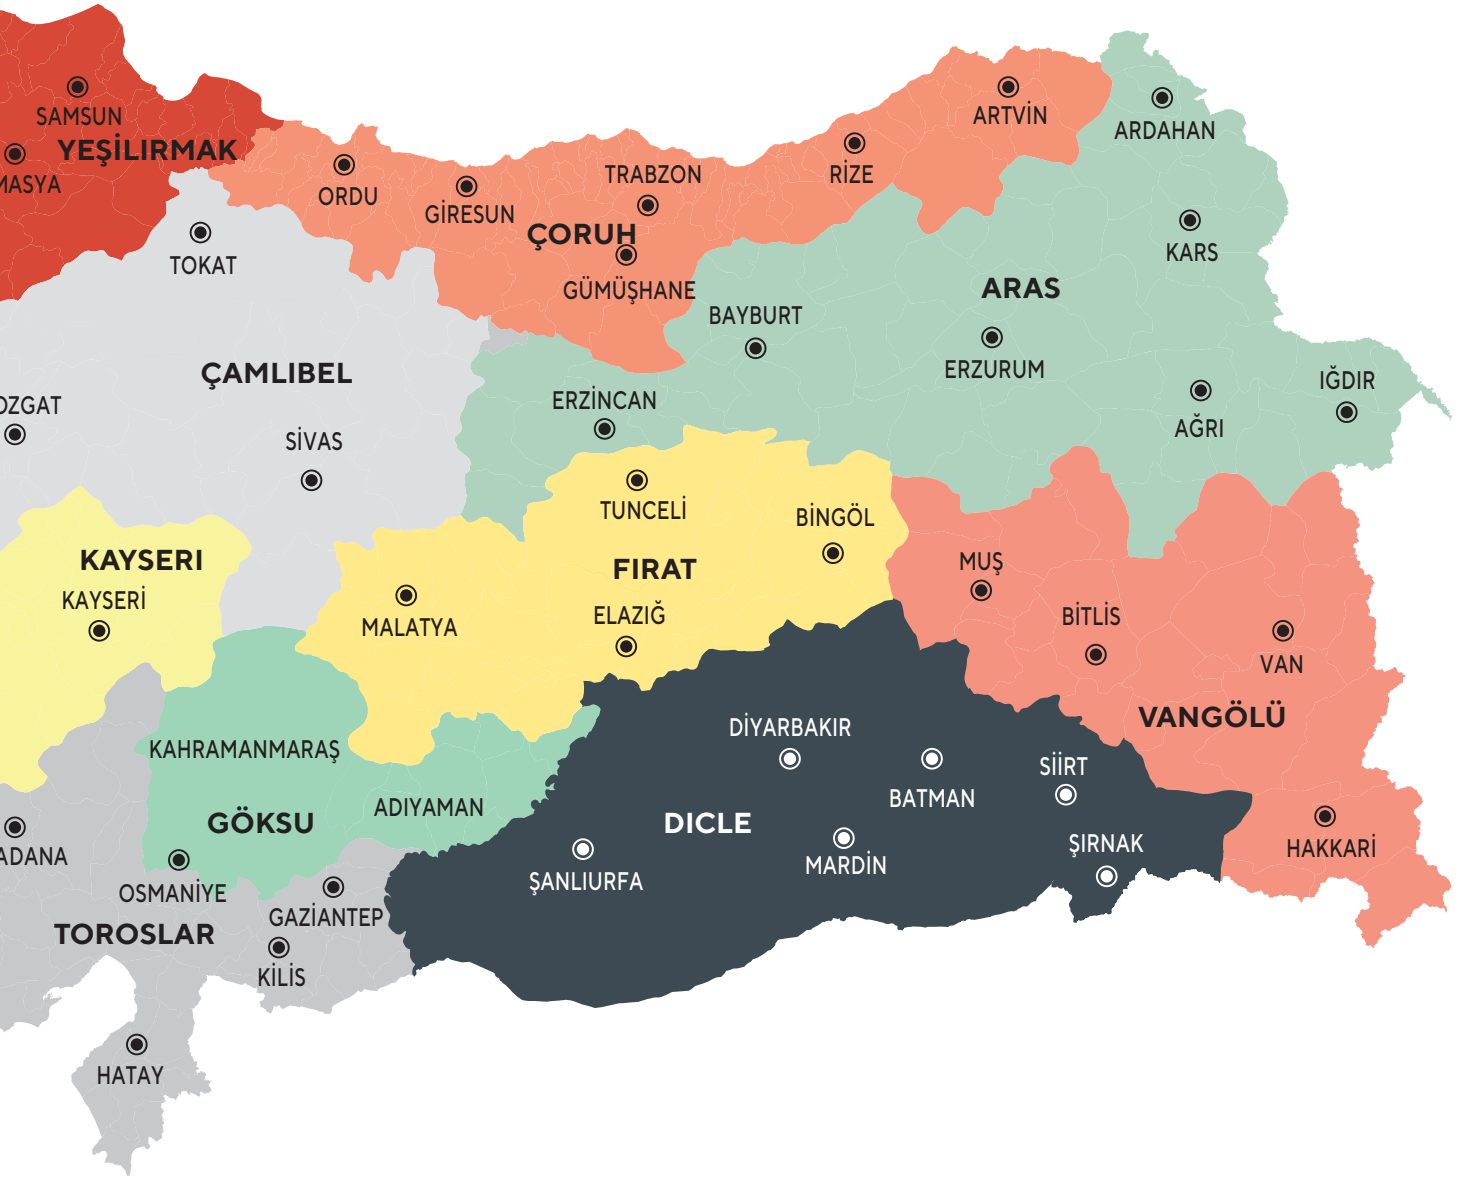 SAMSUN
YEŞİLIRMAK
MASYA
ORDU
GİRESUN
TRABZON
RİZE
ARTVİN
ARDAHAN
ÇORUH
TOKAT
GÜMÜŞHANE
KARS
BAYBURT
ARAS
ERZURUM
ÇAMLIBEL
OZGAT
SİVAS
ERZİNCAN
AĞRI
IĞDIR
TUNCELİ
BİNGÖL
KAYSERI
KAYSERİ
FIRAT
MALATYA
ELAZIĞ
MUŞ
BİTLİS
VAN
VANGÖLÜ
KAHRAMANMARAŞ
DİYARBAKIR
BATMAN
SİİRT
ADIYAMAN
GÖKSU
DICLE
ŞANLIURFA
MARDİN
ŞIRNAK
HAKKARİ
ADANA
OSMANİYE
GAZİANTEP
TOROSLAR
KİLİS
HATAY